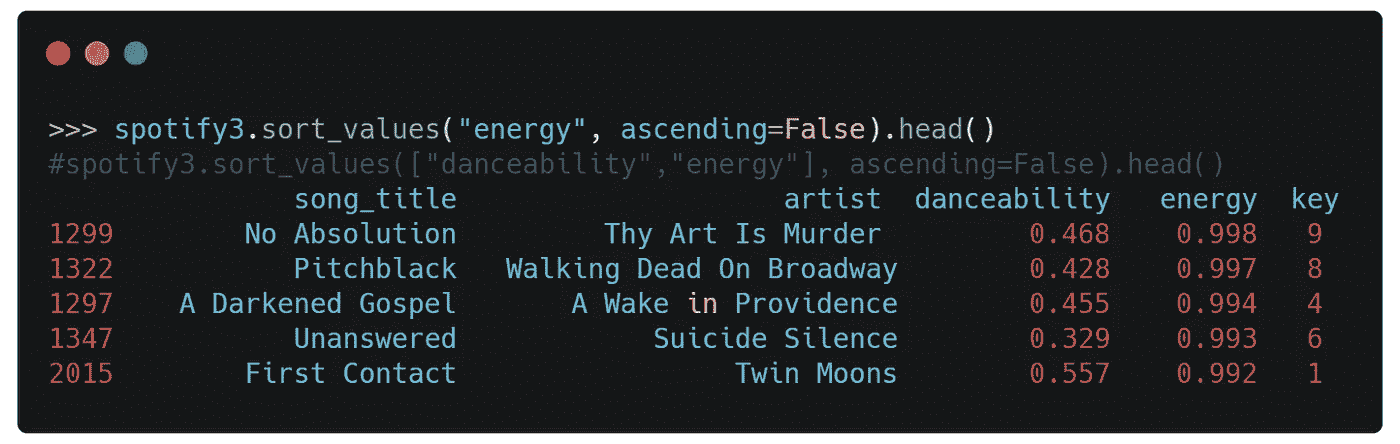 >>> spotify3.sort_values("energy", ascending=False).head()
#spotify3.sort_values(["danceability","energy"], ascending=False).head()
song_title artist danceability energy key
1299 No Absolution Thy Art Is Murder 0.468 0.998 9
1322 Pitchblack Walking Dead On Broadway 0.428 0.997 8
1297 A Darkened Gospel A Wake in Providence 0.455 0.994 4
1347 Unanswered Suicide Silence 0.329 0.993 6
2015 First Contact Twin Moons 0.557 0.992 1